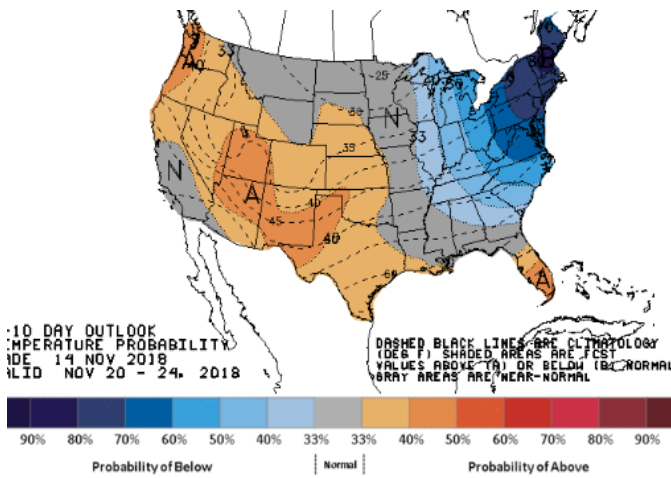 A
33
N
-25
33
35
N
A
45
60
A
-10 DAY OUTLOOK
EMPERATURE PROBABILITY
ADE 14 NOV 2018
ALID NOV 20 - 24, 2018
DASHED BLACK LINES ARE CLIMATOLOGY
(DEG F) SHADED AREAS ARE FCST
VALUES ABOVE (A) OR BELOW (B) NORMAL
GRAY AREAS ARE NEAR-NORMAL
90% 80% 70% 60% 50% 40% 33% 33% 40% 50% 60% 70% 80% 90%
Probability of Below Normal Probability of Above